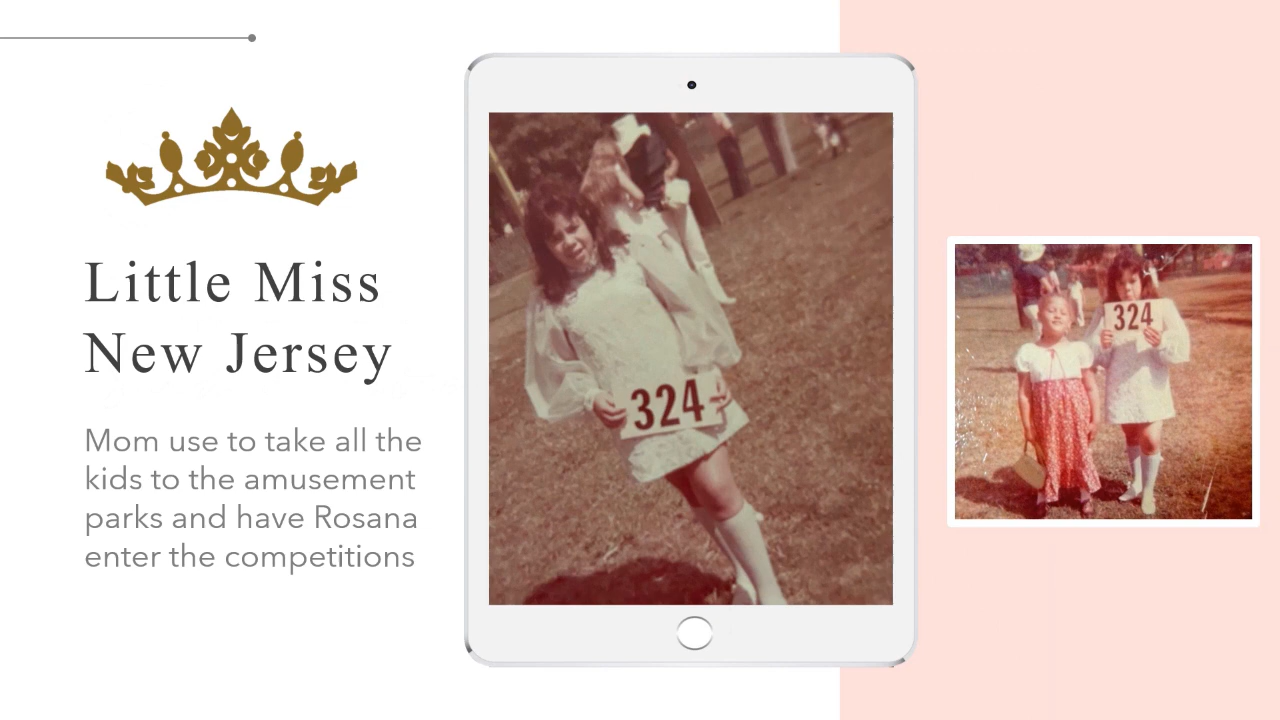 Little Miss
New Jersey
Mom use to take all the
kids to the amusement
parks and have Rosana
enter the competitions
324
324